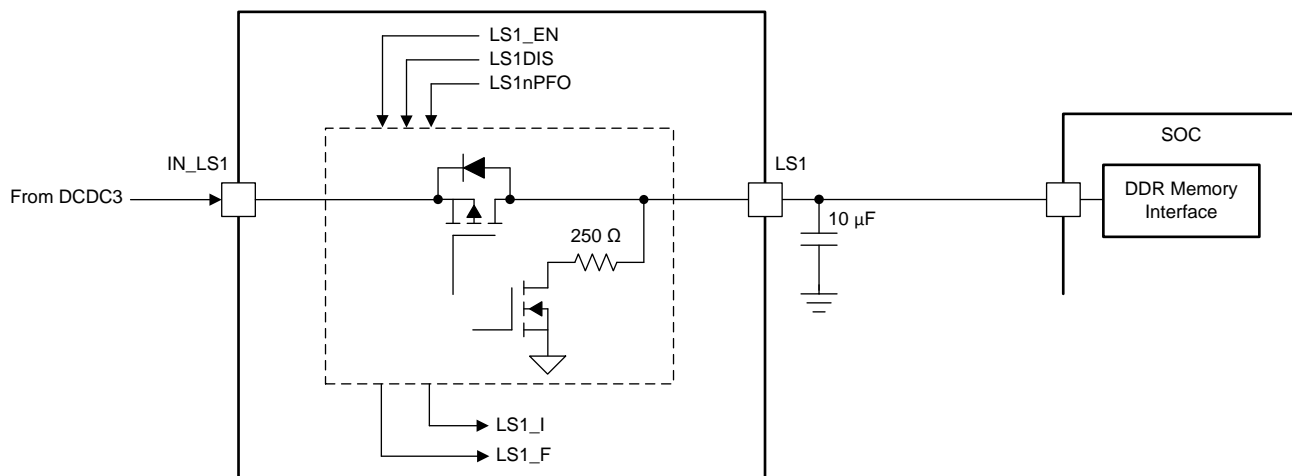 LS1_EN
LS1DIS
LS1nPFO
SOC
IN_LS1
LS1
From DCDC3
DDR Memory
Interface
10 µF
250 Ω
LS1_I
LS1_F